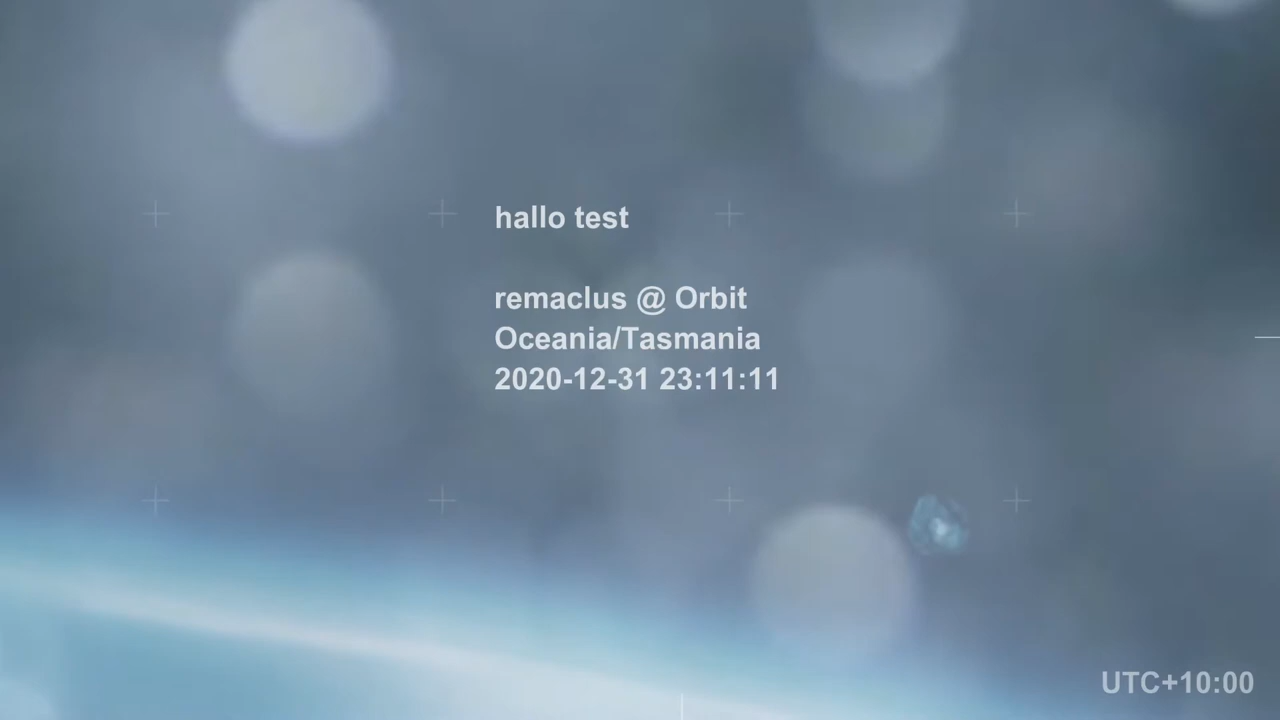 hallo test
remaclus @ Orbit
Oceania/Tasmania
2020-12-31 23:11:11
UTC+10:00